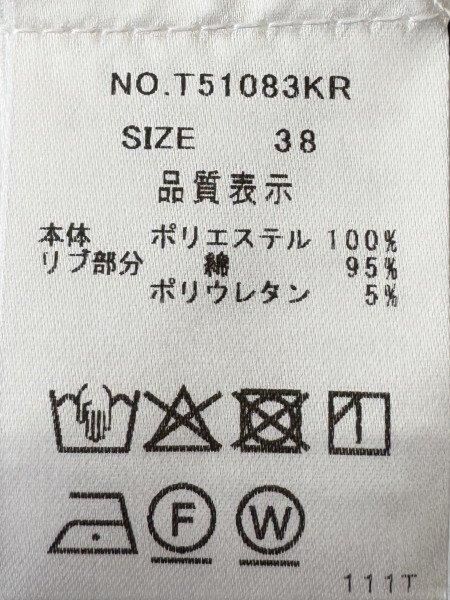 NO.T51083KR
SIZE 38
品質表示
本体 ポリエステル 100%
リブ部分 綿 95%
ポリウレタン 5%
F W
111T